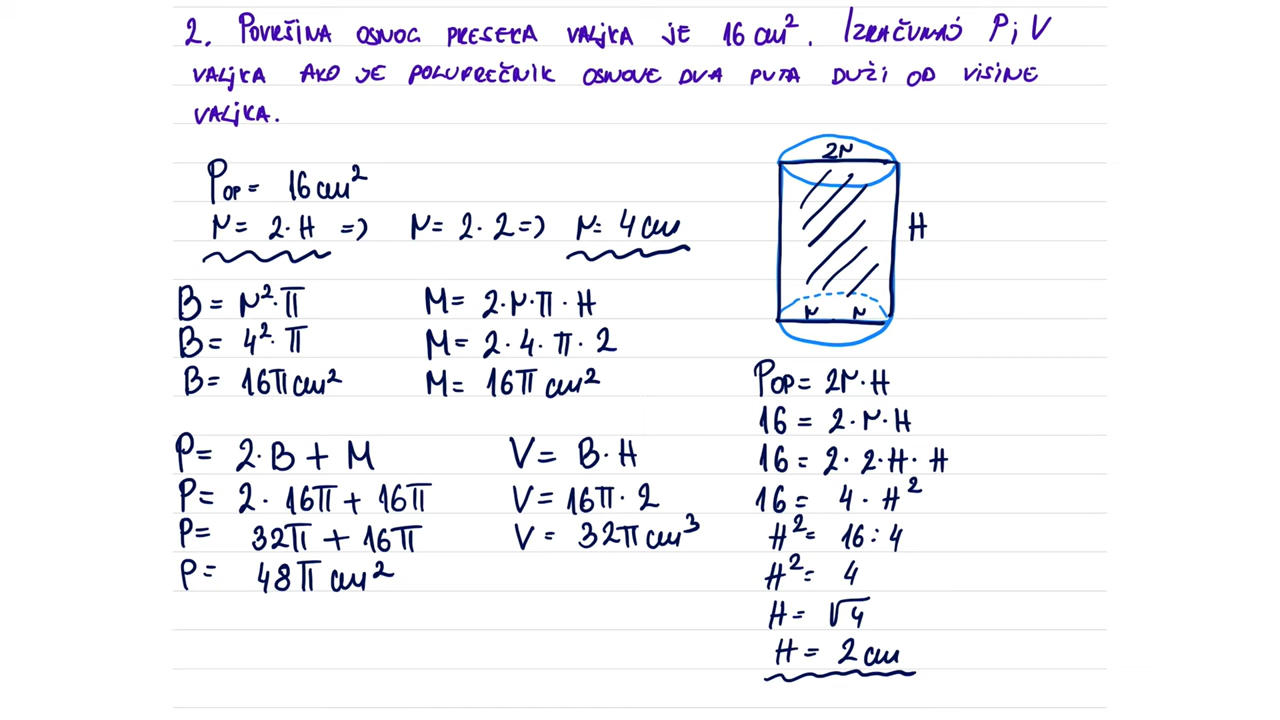 2. POVRŠINA OSNOG PRESEKA VALJKA JE 16 cm². IZRAČUNAJ P i V
VALJKA AKO JE POLUPREČNIK OSNOVE DVA PUTA DUŽI OD VISINE
VALJKA.
2r
H
r r
POP = 16 cm²
r = 2·H => r = 2·2 => r = 4 cm
B = r²·π M = 2·r·π·H
B = 4²·π M = 2·4·π·2
B = 16π cm² M = 16π cm²
P = 2·B + M V = B·H
P = 2·16π + 16π V = 16π·2
P = 32π + 16π V = 32π cm³
P = 48π cm²
POP = 2r·H
16 = 2·r·H
16 = 2·2·H·H
16 = 4·H²
H² = 16:4
H² = 4
H = √4
H = 2 cm